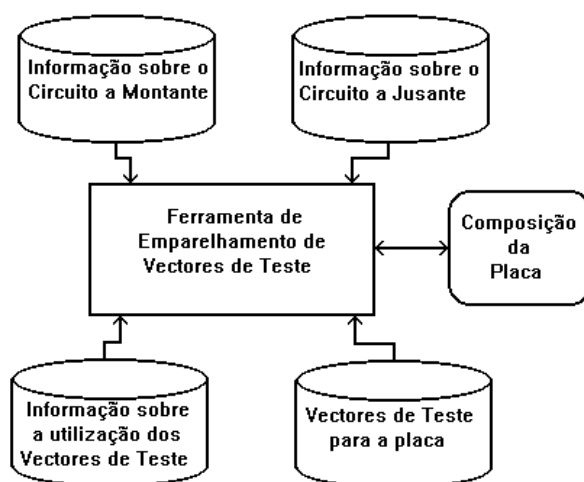 Informação sobre o
Circuito a Montante
Informação sobre o
Circuito a Jusante
Ferramenta de
Emparelhamento de
Vectores de Teste
Composição
da
Placa
Informação sobre
a utilização dos
Vectores de Teste
Vectores de Teste
para a placa